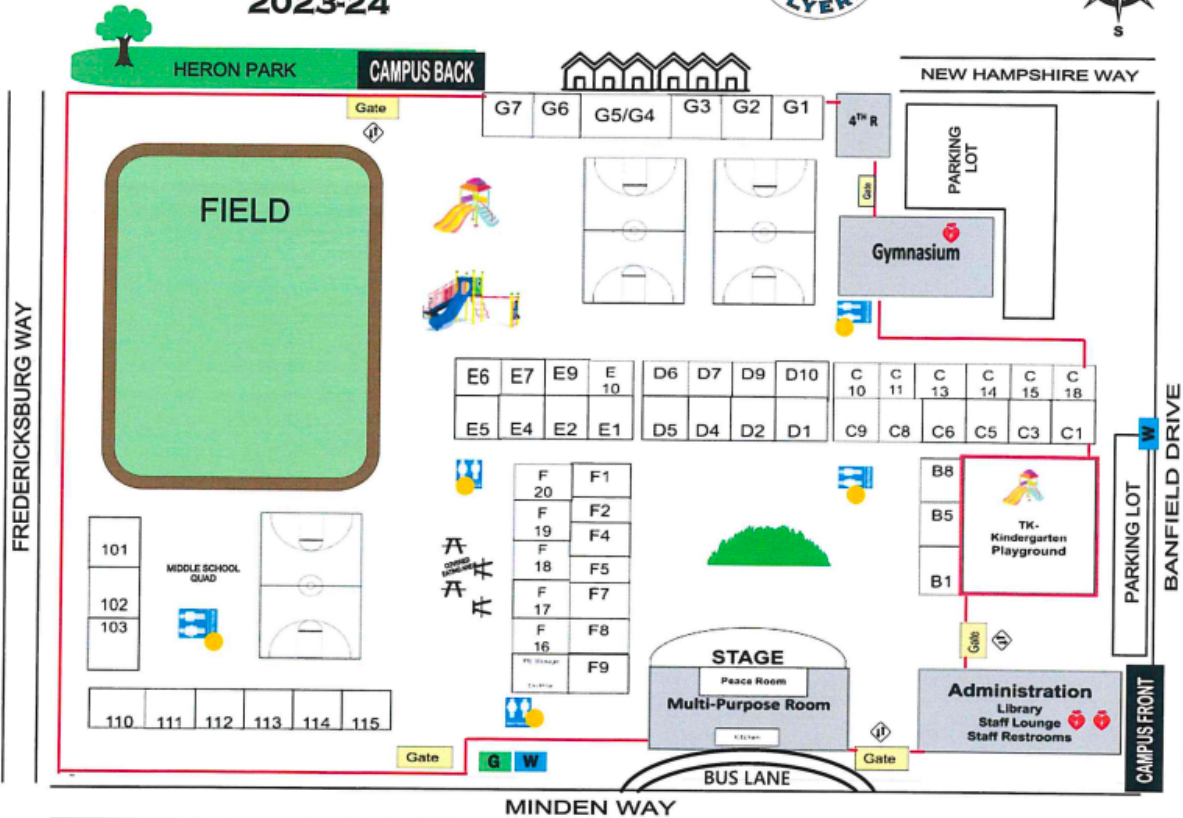 2023-24
LYER
S
HERON PARK
CAMPUS BACK
NEW HAMPSHIRE WAY
Gate
G7
G6
G5/G4
G3
G2
G1
4TH R
PARKING
LOT
Gate
FIELD
Gymnasium
FREDERICKSBURG WAY
E6
E7
E9
E
10
D6
D7
D9
D10
C
10
C
11
C
13
C
14
C
15
C
18
E5
E4
E2
E1
D5
D4
D2
D1
C9
C8
C6
C5
C3
C1
W
BANFIELD DRIVE
PARKING LOT
F
20
F1
F
19
F2
F4
F
18
F5
F
17
F7
F
16
F8
F9
B8
B5
B1
TK-
Kindergarten
Playground
COVERED
EATING AREA
101
102
103
MIDDLE SCHOOL
QUAD
Gate
STAGE
Peace Room
Multi-Purpose Room
Kitchen
Administration
Library
Staff Lounge
Staff Restrooms
CAMPUS FRONT
110
111
112
113
114
115
Gate
G
W
Gate
BUS LANE
MINDEN WAY